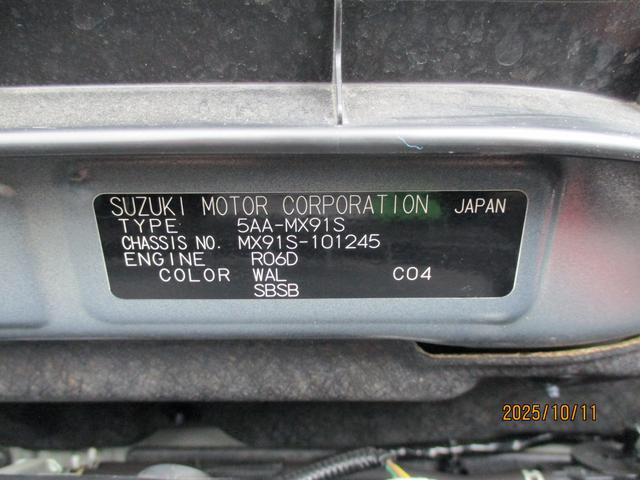 SUZUKI MOTOR CORPORATION JAPAN
TYPE 5AA-MX91S
CHASSIS NO. MX91S-101245
ENGINE R06D
COLOR WAL C04
SBSB
2025/10/11